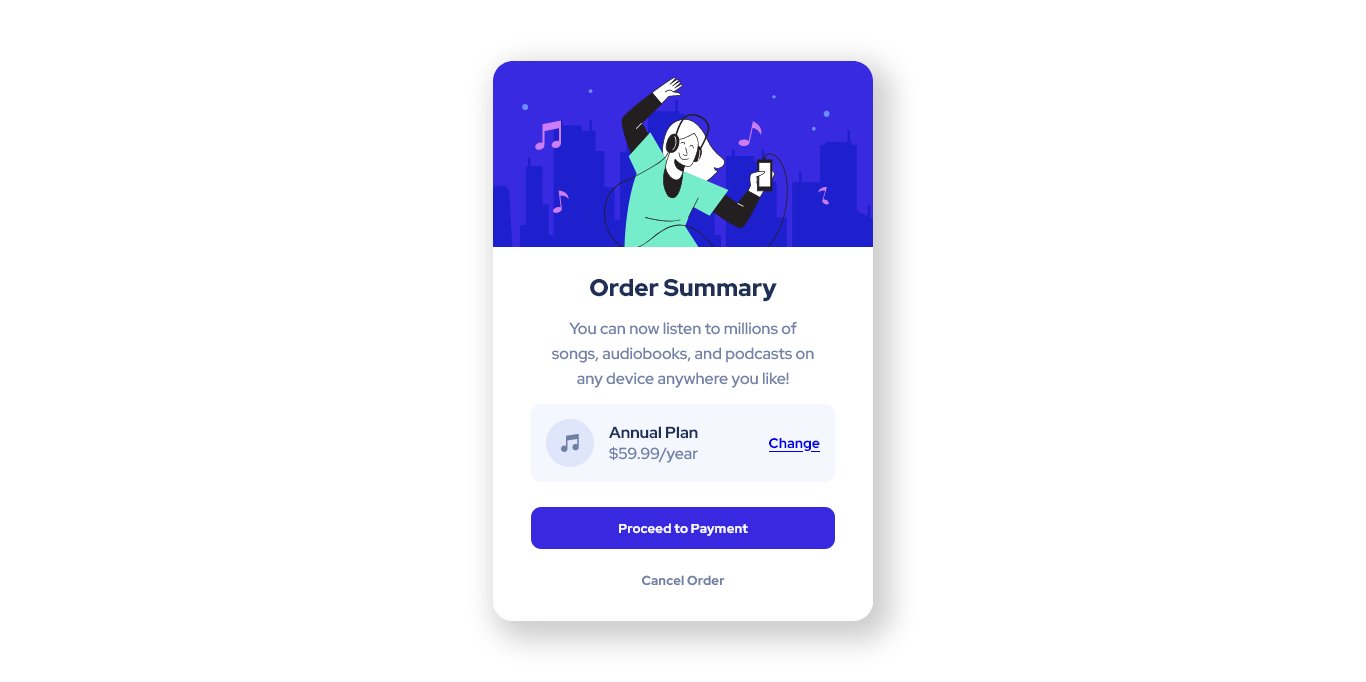 Order Summary
You can now listen to millions of
songs, audiobooks, and podcasts on
any device anywhere you like!
Annual Plan
$59.99/year
Change
Proceed to Payment
Cancel Order